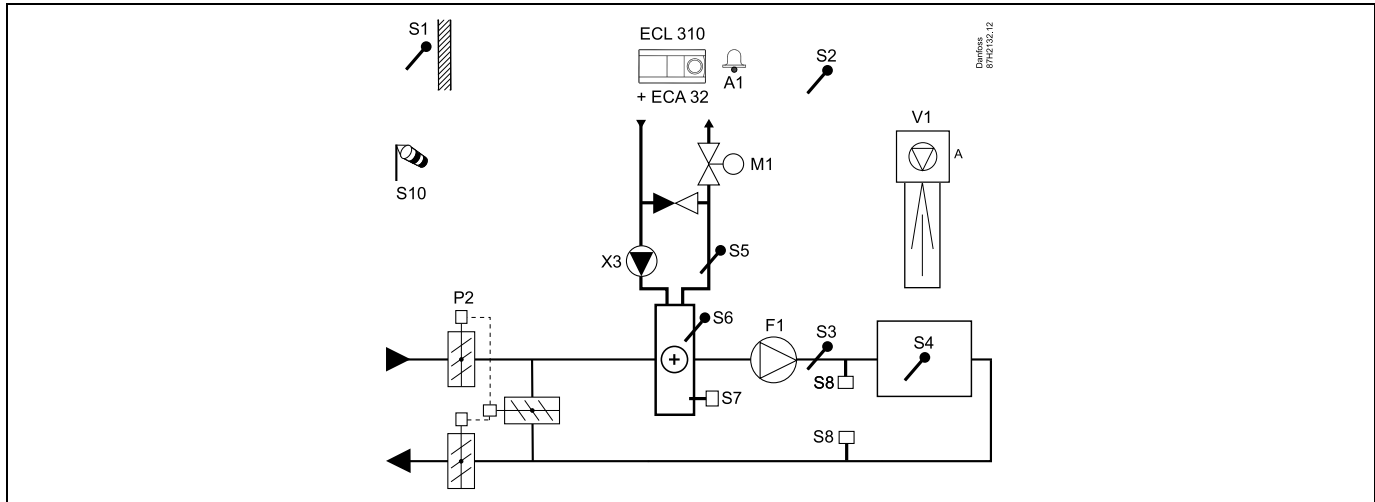 S1
ECL 310
A1
+ ECA 32
S2
Danfoss
87H2132.12
S10
M1
V1
A
X3
S5
P2
S6
F1
S3
S4
S8
S7
S8